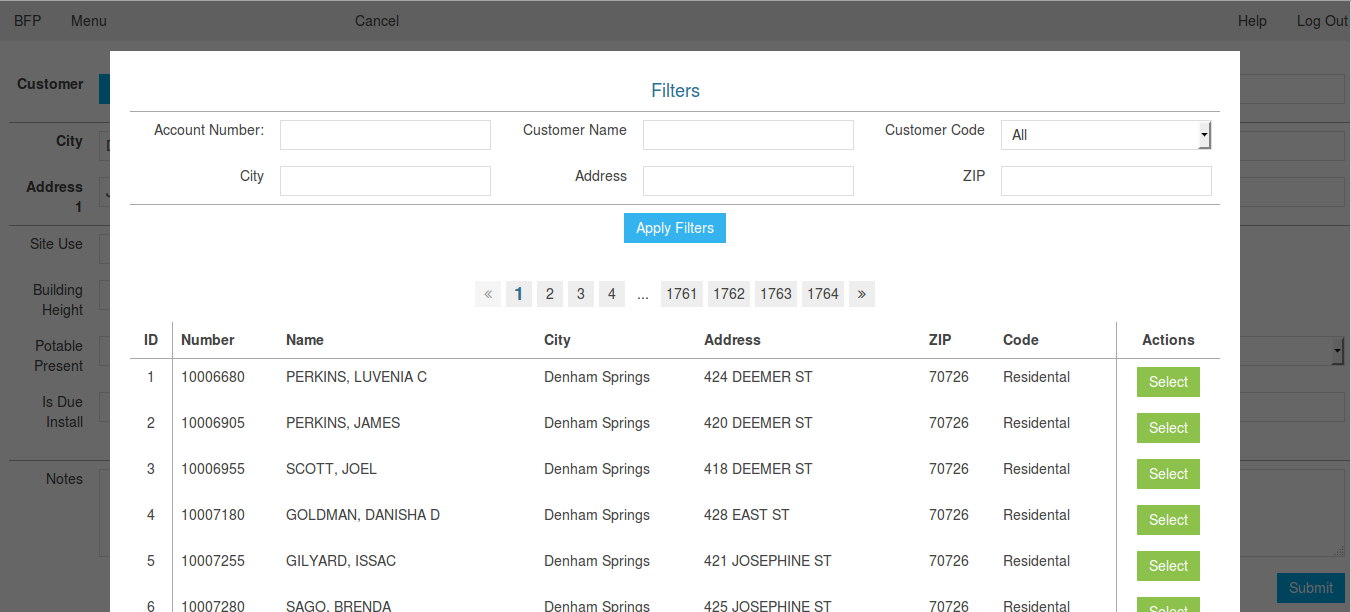 BFP Menu Cancel Help Log Out
Filters
Customer
Account Number: Customer Name Customer Code All
City
City Address ZIP
Address
1
Apply Filters
Site Use
Building
Height
« 1 2 3 4 ... 1761 1762 1763 1764 »
Potable
Present
ID Number Name City Address ZIP Code Actions
1 10006680 PERKINS, LUVENIA C Denham Springs 424 DEEMER ST 70726 Residental Select
Is Due
Install
2 10006905 PERKINS, JAMES Denham Springs 420 DEEMER ST 70726 Residental Select
Notes
3 10006955 SCOTT, JOEL Denham Springs 418 DEEMER ST 70726 Residental Select
4 10007180 GOLDMAN, DANISHA D Denham Springs 428 EAST ST 70726 Residental Select
5 10007255 GILYARD, ISSAC Denham Springs 421 JOSEPHINE ST 70726 Residental Select
Submit
6 10007280 SAGO, BRENDA Denham Springs 425 JOSEPHINE ST 70726 Residental Select